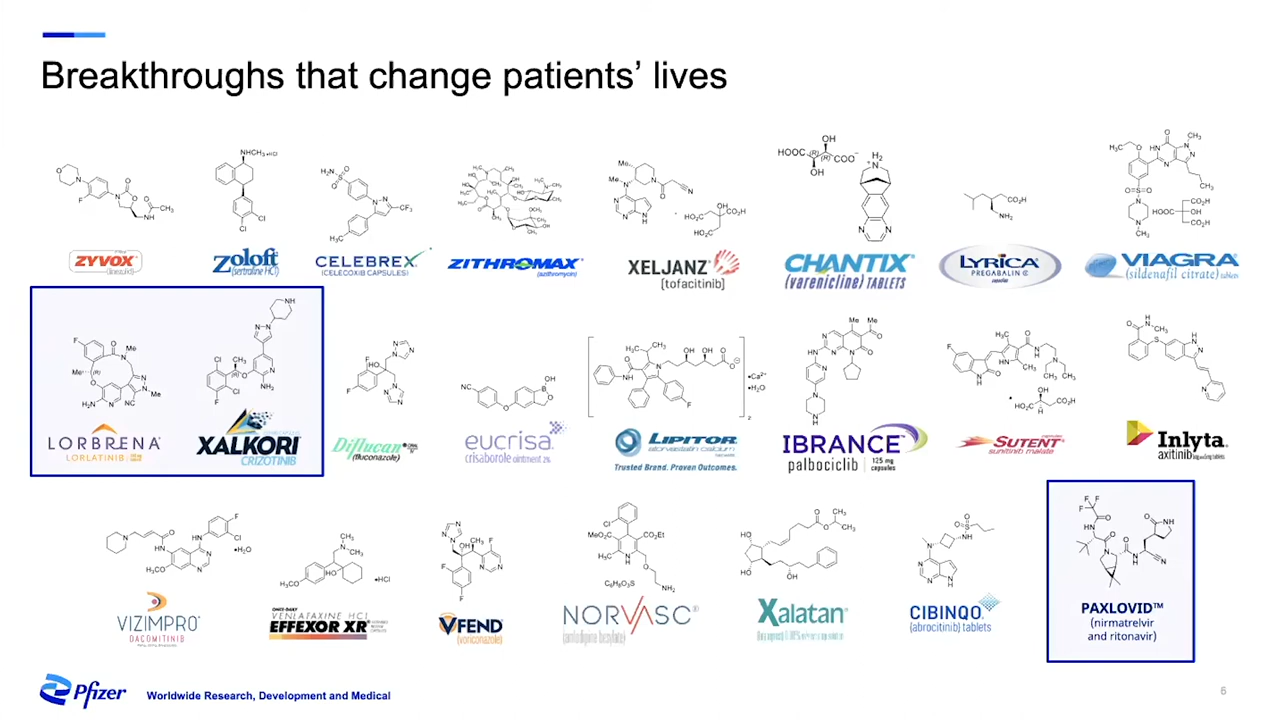 Breakthroughs that change patients' lives
ZYVOX
(linezolid)
Zoloft
(sertraline HCl)
CELEBREX
(CELECOXIB CAPSULES)
ZITHROMAX
(azithromycin)
XELJANZ
(tofacitinib)
CHANTIX
(varenicline) TABLETS
LYRICA
PREGABALIN
capsules
VIAGRA
(sildenafil citrate) tablets
LORBRENA
LORLATINIB
XALKORI
CRIZOTINIB
Diflucan
(fluconazole)
eucrisa
crisaborole ointment 2%
LIPITOR
atorvastatin calcium
tablets
Trusted Brand. Proven Outcomes.
IBRANCE
palbociclib 125 mg
capsules
SUTENT
sunitinib malate
Inlyta
axitinib
VIZIMPRO
DACOMITINIB
ONCE-DAILY
VENLAFAXINE HCl
EFFEXOR XR
VFEND
(voriconazole)
NORVASC
(amlodipine besylate)
Xalatan
CIBINQO
(abrocitinib) tablets
PAXLOVID™
(nirmatrelvir
and ritonavir)
Pfizer Worldwide Research, Development and Medical
6